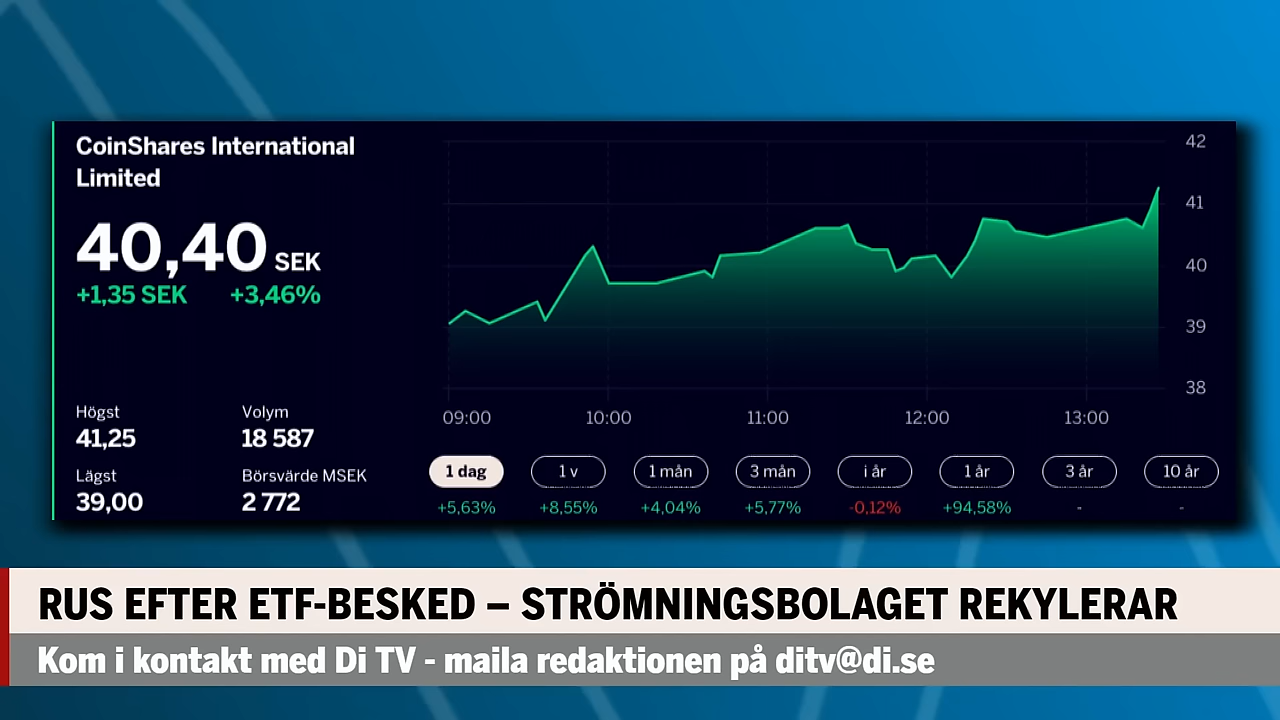 CoinShares International
Limited
40,40 SEK
+1,35 SEK +3,46%
Högst Volym
41,25 18 587
Lägst Börsvärde MSEK
39,00 2 772
42
41
40
39
38
09:00 10:00 11:00 12:00 13:00
1 dag 1 v 1 mån 3 mån i år 1 år 3 år 10 år
+5,63% +8,55% +4,04% +5,77% -0,12% +94,58% - -
RUS EFTER ETF-BESKED – STRÖMNINGSBOLAGET REKYLERAR
Kom i kontakt med Di TV - maila redaktionen på ditv@di.se